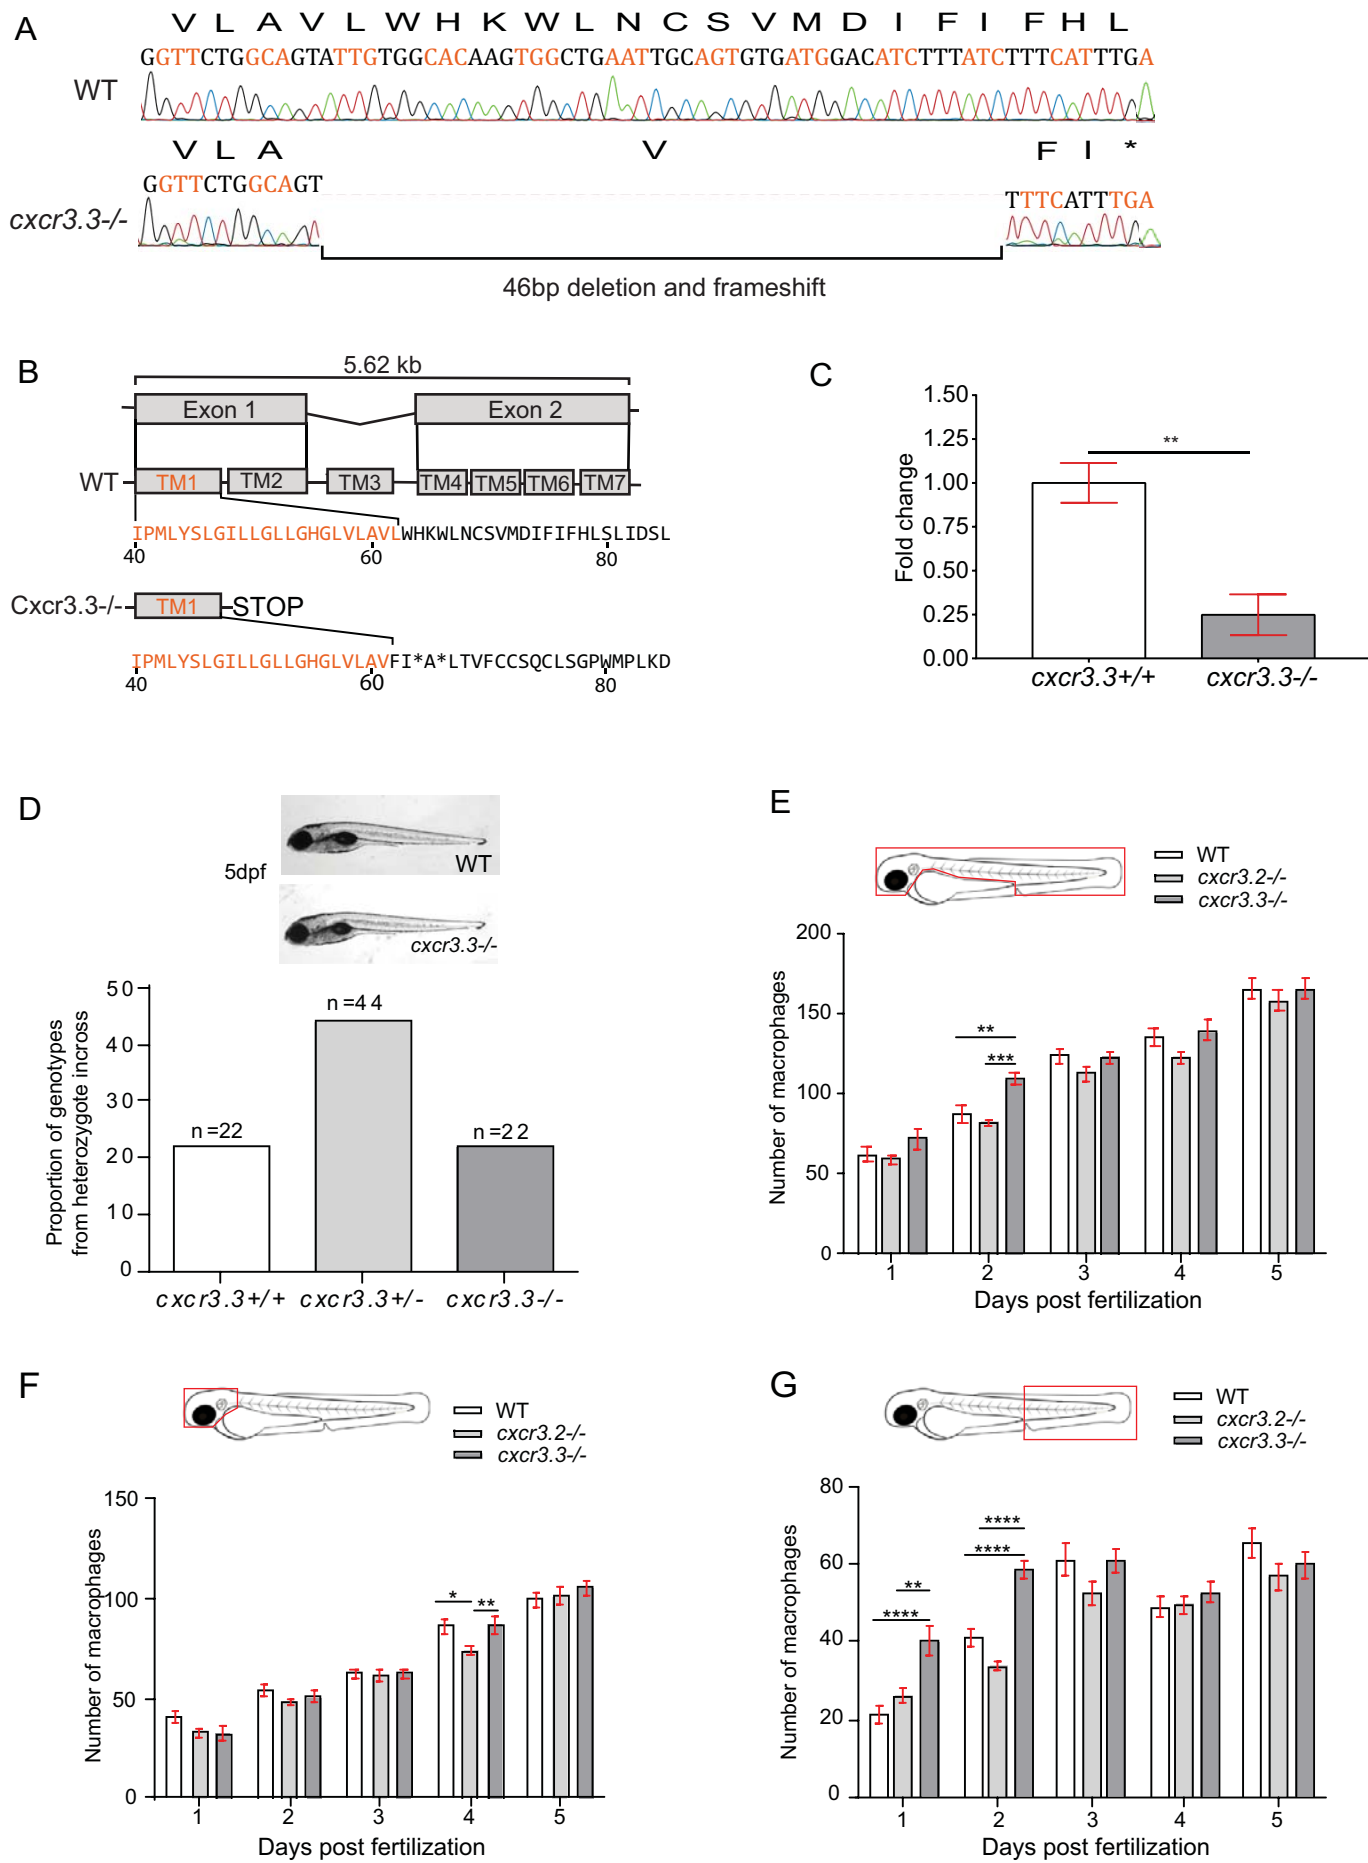 A
V L A V L W H K W L N C S V M D I F I F H L
GGTTCTGGCAGTATTGTGGCACAAGTGGCTGAATTGCAGTGTGATGGACATCTTTATCTTTCATTTGA
WT
V L A V F I *
GGTTCTGGCAGT TTTCATTTGA
cxcr3.3-/-
46bp deletion and frameshift
B
5.62 kb
Exon 1 Exon 2
WT TM1 TM2 TM3 TM4 TM5 TM6 TM7
IPMLYSLGILLGLLGHGLVLAVLWHKWLNCSVMDIFIFHLSLIDSL
40 60 80
Cxcr3.3-/- TM1 STOP
IPMLYSLGILLGLLGHGLVLAVFI*A*LTVFCCSQCLSGPWMPLKD
40 60 80
C
Fold change
1.50
1.25
1.00
0.75
0.50
0.25
0.00
**
cxcr3.3+/+ cxcr3.3-/-
D
5dpf
WT
cxcr3.3-/-
Proportion of genotypes
from heterozygote incross
50
40
30
20
10
0
n=22
n=44
n=22
cxcr3.3+/+ cxcr3.3+/- cxcr3.3-/-
E
WT
cxcr3.2-/-
cxcr3.3-/-
Number of macrophages
200
150
100
50
0
**
***
1 2 3 4 5
Days post fertilization
F
WT
cxcr3.2-/-
cxcr3.3-/-
Number of macrophages
150
100
50
0
* **
1 2 3 4 5
Days post fertilization
G
WT
cxcr3.2-/-
cxcr3.3-/-
Number of macrophages
80
60
40
20
0
**
****
****
****
1 2 3 4 5
Days post fertilization